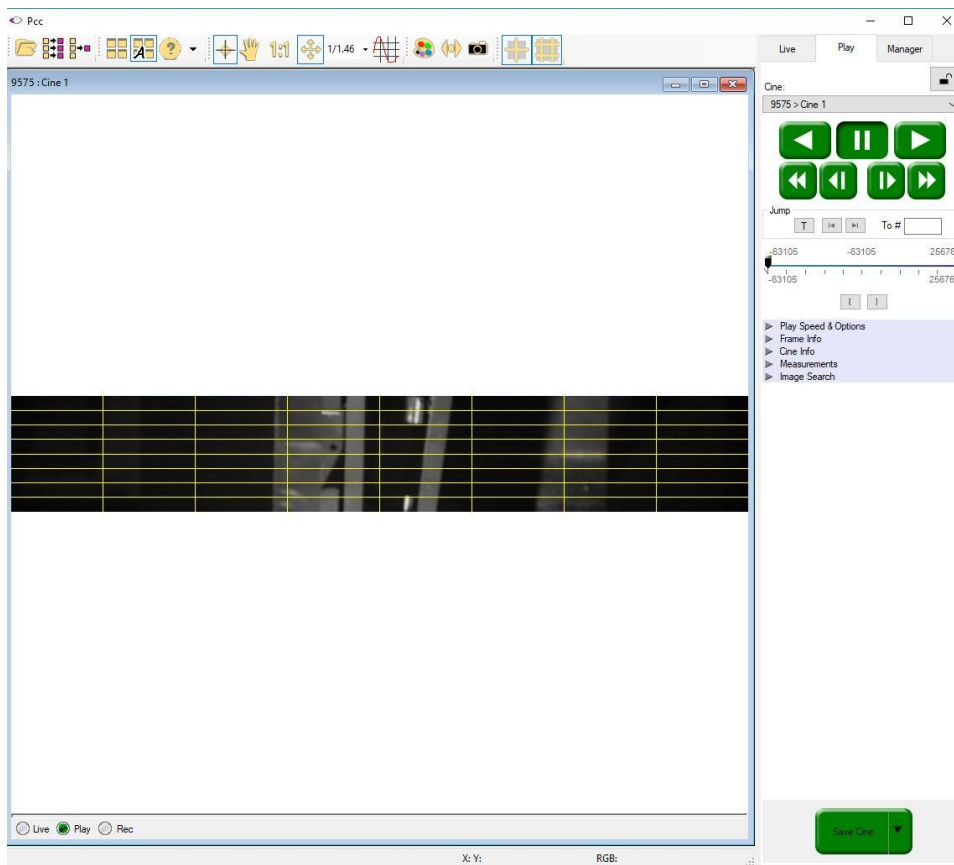 Pcc
1:1
1/1.46
A
?
Live
Play
Manager
9575 : Cine 1
Cine:
9575 > Cine 1
Jump
T
To #
-63105
-63105
25676
-63105
25676
[
]
Play Speed & Options
Frame Info
Cine Info
Measurements
Image Search
Live
Play
Rec
Save Cine...
X: Y:
RGB: